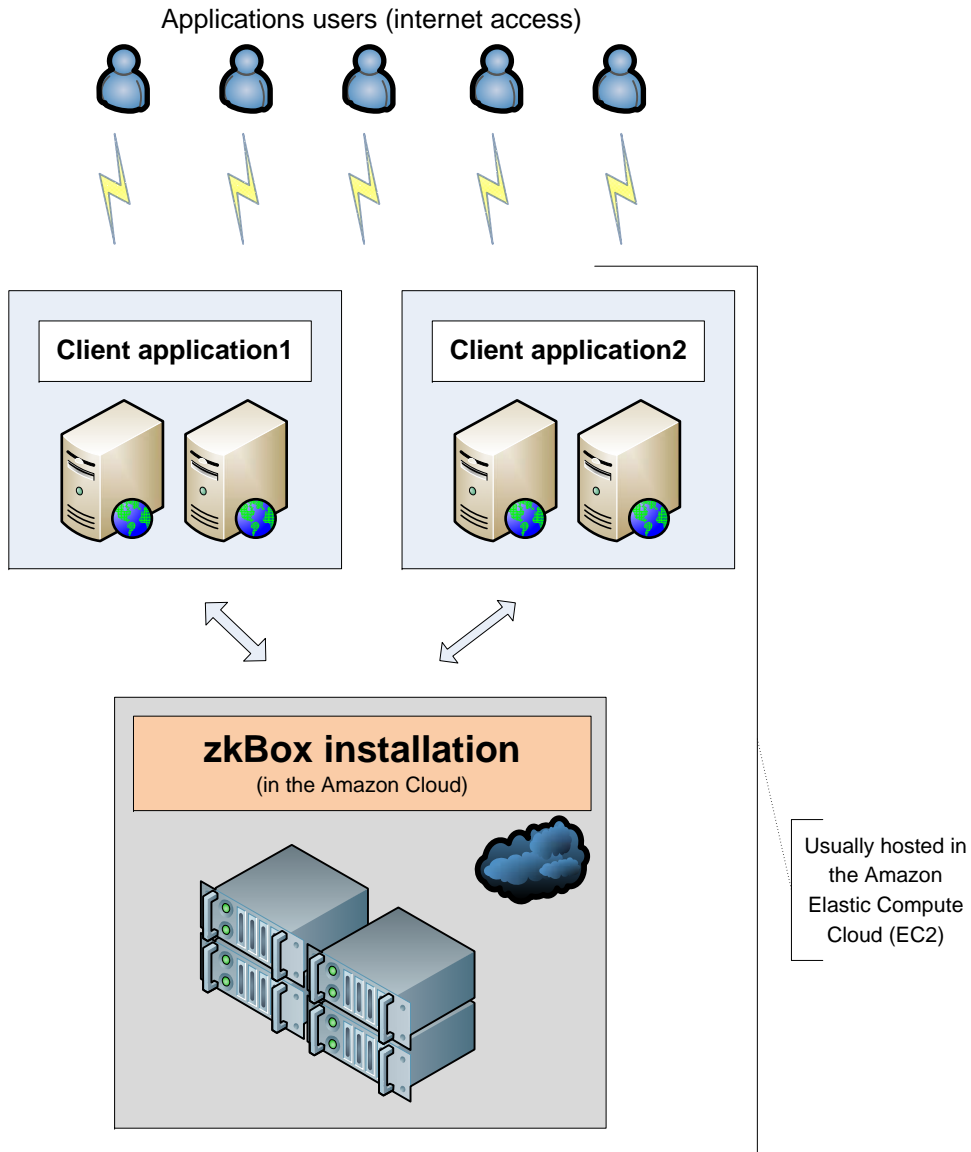 Applications users (internet access)
Client application1
Client application2
zkBox installation
(in the Amazon Cloud)
Usually hosted in
the Amazon
Elastic Compute
Cloud (EC2)